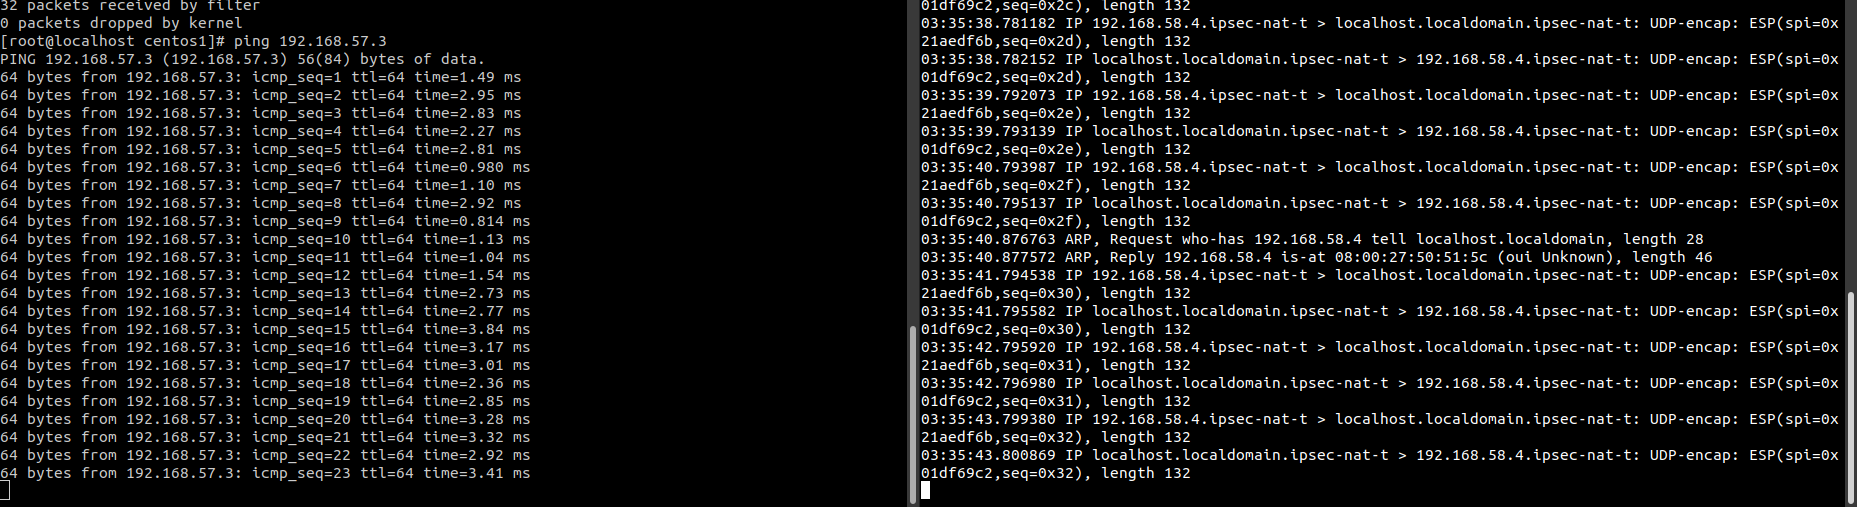 32 packets received by filter
0 packets dropped by kernel
[root@localhost centos1]# ping 192.168.57.3
PING 192.168.57.3 (192.168.57.3) 56(84) bytes of data.
64 bytes from 192.168.57.3: icmp_seq=1 ttl=64 time=1.49 ms
64 bytes from 192.168.57.3: icmp_seq=2 ttl=64 time=2.95 ms
64 bytes from 192.168.57.3: icmp_seq=3 ttl=64 time=2.83 ms
64 bytes from 192.168.57.3: icmp_seq=4 ttl=64 time=2.27 ms
64 bytes from 192.168.57.3: icmp_seq=5 ttl=64 time=2.81 ms
64 bytes from 192.168.57.3: icmp_seq=6 ttl=64 time=0.980 ms
64 bytes from 192.168.57.3: icmp_seq=7 ttl=64 time=1.10 ms
64 bytes from 192.168.57.3: icmp_seq=8 ttl=64 time=2.92 ms
64 bytes from 192.168.57.3: icmp_seq=9 ttl=64 time=0.814 ms
64 bytes from 192.168.57.3: icmp_seq=10 ttl=64 time=1.13 ms
64 bytes from 192.168.57.3: icmp_seq=11 ttl=64 time=1.04 ms
64 bytes from 192.168.57.3: icmp_seq=12 ttl=64 time=1.54 ms
64 bytes from 192.168.57.3: icmp_seq=13 ttl=64 time=2.73 ms
64 bytes from 192.168.57.3: icmp_seq=14 ttl=64 time=2.77 ms
64 bytes from 192.168.57.3: icmp_seq=15 ttl=64 time=3.84 ms
64 bytes from 192.168.57.3: icmp_seq=16 ttl=64 time=3.17 ms
64 bytes from 192.168.57.3: icmp_seq=17 ttl=64 time=3.01 ms
64 bytes from 192.168.57.3: icmp_seq=18 ttl=64 time=2.36 ms
64 bytes from 192.168.57.3: icmp_seq=19 ttl=64 time=2.85 ms
64 bytes from 192.168.57.3: icmp_seq=20 ttl=64 time=3.28 ms
64 bytes from 192.168.57.3: icmp_seq=21 ttl=64 time=3.32 ms
64 bytes from 192.168.57.3: icmp_seq=22 ttl=64 time=2.92 ms
64 bytes from 192.168.57.3: icmp_seq=23 ttl=64 time=3.41 ms
01df69c2,seq=0x2c), length 132
03:35:38.781182 IP 192.168.58.4.ipsec-nat-t > localhost.localdomain.ipsec-nat-t: UDP-encap: ESP(spi=0x
21aedf6b,seq=0x2d), length 132
03:35:38.782152 IP localhost.localdomain.ipsec-nat-t > 192.168.58.4.ipsec-nat-t: UDP-encap: ESP(spi=0x
01df69c2,seq=0x2d), length 132
03:35:39.792073 IP 192.168.58.4.ipsec-nat-t > localhost.localdomain.ipsec-nat-t: UDP-encap: ESP(spi=0x
21aedf6b,seq=0x2e), length 132
03:35:39.793139 IP localhost.localdomain.ipsec-nat-t > 192.168.58.4.ipsec-nat-t: UDP-encap: ESP(spi=0x
01df69c2,seq=0x2e), length 132
03:35:40.793987 IP 192.168.58.4.ipsec-nat-t > localhost.localdomain.ipsec-nat-t: UDP-encap: ESP(spi=0x
21aedf6b,seq=0x2f), length 132
03:35:40.795137 IP localhost.localdomain.ipsec-nat-t > 192.168.58.4.ipsec-nat-t: UDP-encap: ESP(spi=0x
01df69c2,seq=0x2f), length 132
03:35:40.876763 ARP, Request who-has 192.168.58.4 tell localhost.localdomain, length 28
03:35:40.877572 ARP, Reply 192.168.58.4 is-at 08:00:27:50:51:5c (oui Unknown), length 46
03:35:41.794538 IP 192.168.58.4.ipsec-nat-t > localhost.localdomain.ipsec-nat-t: UDP-encap: ESP(spi=0x
21aedf6b,seq=0x30), length 132
03:35:41.795582 IP localhost.localdomain.ipsec-nat-t > 192.168.58.4.ipsec-nat-t: UDP-encap: ESP(spi=0x
01df69c2,seq=0x30), length 132
03:35:42.795920 IP 192.168.58.4.ipsec-nat-t > localhost.localdomain.ipsec-nat-t: UDP-encap: ESP(spi=0x
21aedf6b,seq=0x31), length 132
03:35:42.796980 IP localhost.localdomain.ipsec-nat-t > 192.168.58.4.ipsec-nat-t: UDP-encap: ESP(spi=0x
01df69c2,seq=0x31), length 132
03:35:43.799380 IP 192.168.58.4.ipsec-nat-t > localhost.localdomain.ipsec-nat-t: UDP-encap: ESP(spi=0x
21aedf6b,seq=0x32), length 132
03:35:43.800869 IP localhost.localdomain.ipsec-nat-t > 192.168.58.4.ipsec-nat-t: UDP-encap: ESP(spi=0x
01df69c2,seq=0x32), length 132